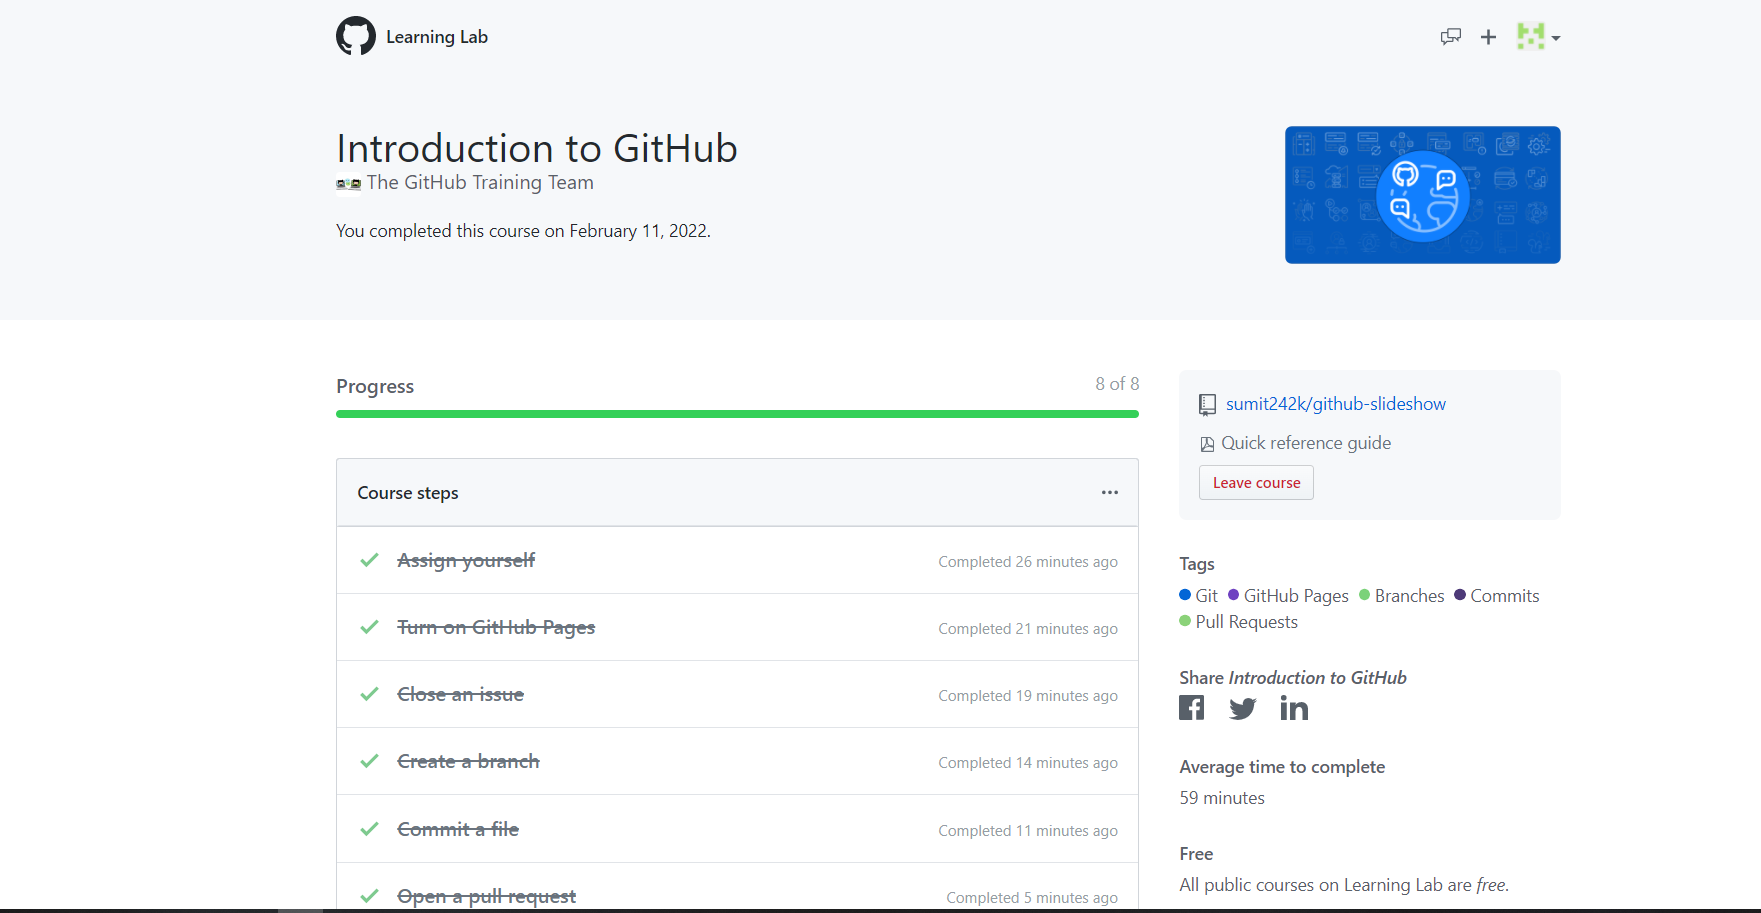 Learning Lab
Introduction to GitHub
The GitHub Training Team
You completed this course on February 11, 2022.
Progress
8 of 8
Course steps
Assign yourself
Completed 26 minutes ago
Turn on GitHub Pages
Completed 21 minutes ago
Close an issue
Completed 19 minutes ago
Create a branch
Completed 14 minutes ago
Commit a file
Completed 11 minutes ago
Open a pull request
Completed 5 minutes ago
sumit242k/github-slideshow
Quick reference guide
Leave course
Tags
Git GitHub Pages Branches Commits
Pull Requests
Share Introduction to GitHub
Average time to complete
59 minutes
Free
All public courses on Learning Lab are free.